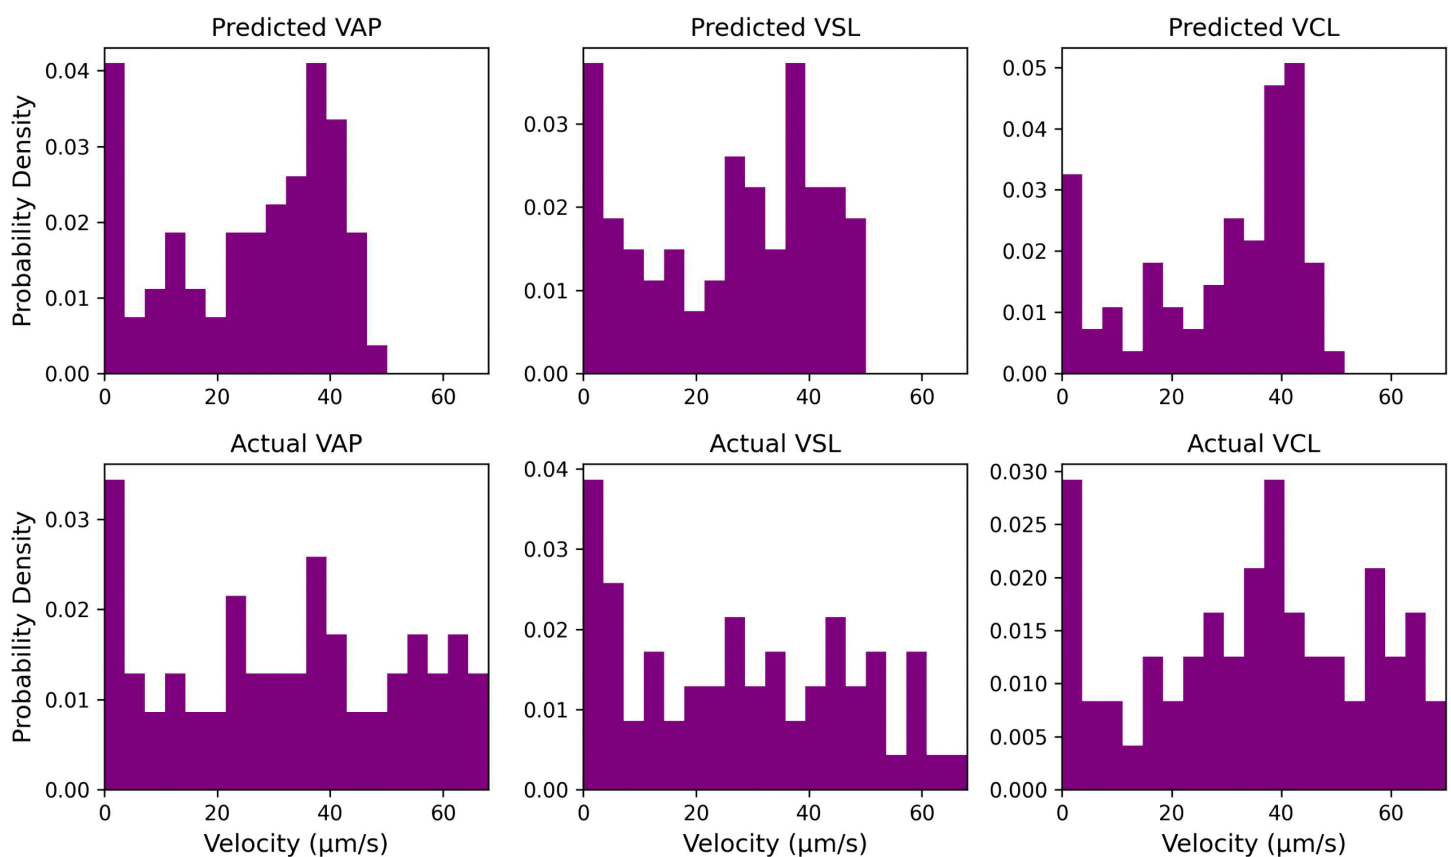 Predicted VAP
Predicted VSL
Predicted VCL
Probability Density
0.04
0.03
0.02
0.01
0.00
0 20 40 60
0.03
0.02
0.01
0.00
0 20 40 60
0.05
0.04
0.03
0.02
0.01
0.00
0 20 40 60
Actual VAP
Actual VSL
Actual VCL
Probability Density
0.03
0.02
0.01
0.00
0 20 40 60
Velocity (μm/s)
0.04
0.03
0.02
0.01
0.00
0 20 40 60
Velocity (μm/s)
0.030
0.025
0.020
0.015
0.010
0.005
0.000
0 20 40 60
Velocity (μm/s)